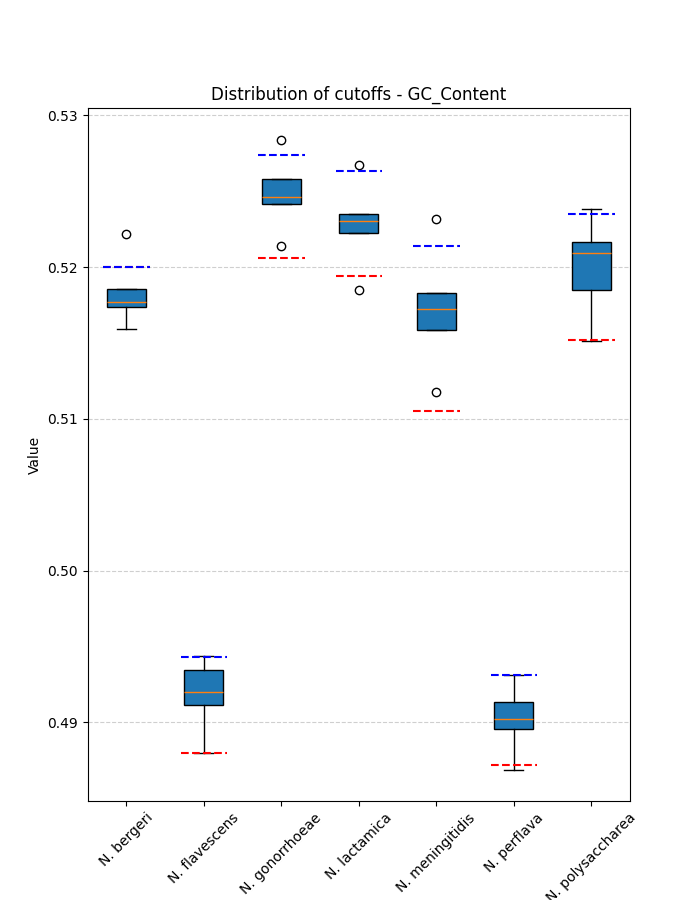 Distribution of cutoffs - GC_Content
0.53
0.52
0.51
0.50
0.49
Value
N. bergeri
N. flavescens
N. gonorrhoeae
N. lactamica
N. meningitidis
N. perflava
N. polysaccharea